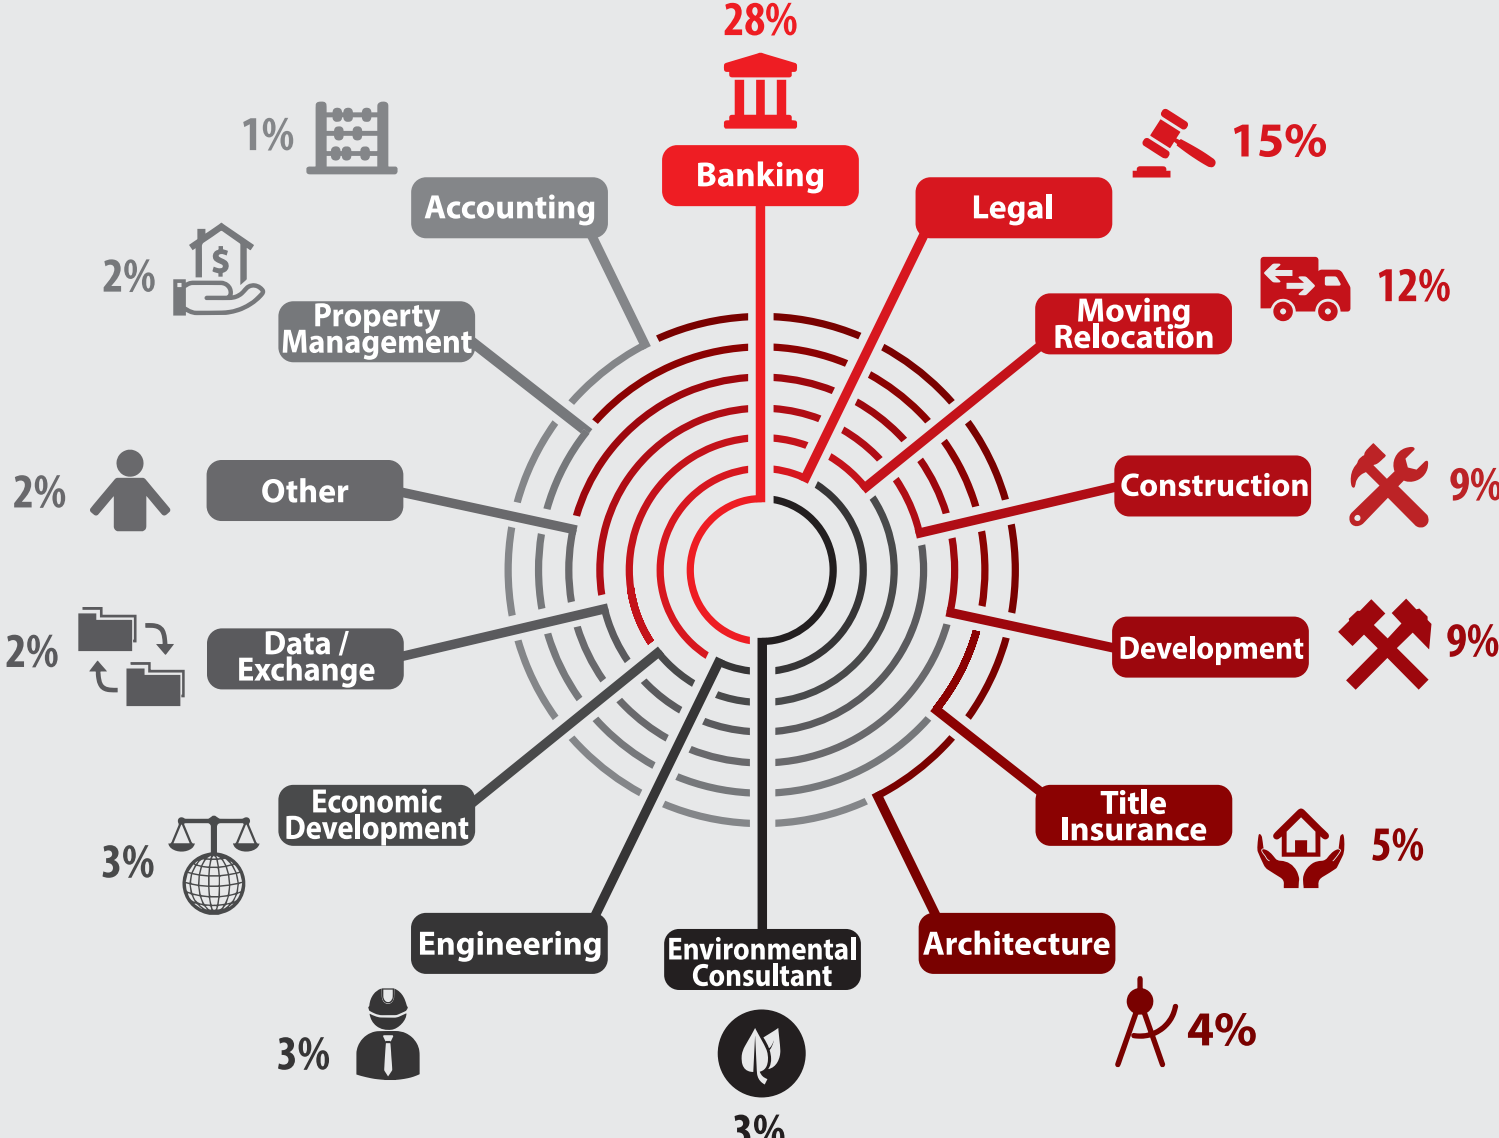 28%
Banking
15%
Legal
12%
Moving
Relocation
Construction
9%
Development
9%
Title
Insurance
5%
Architecture
4%
Environmental
Consultant
3%
Engineering
3%
Economic
Development
3%
Data /
Exchange
2%
Other
2%
Property
Management
2%
$
Accounting
1%